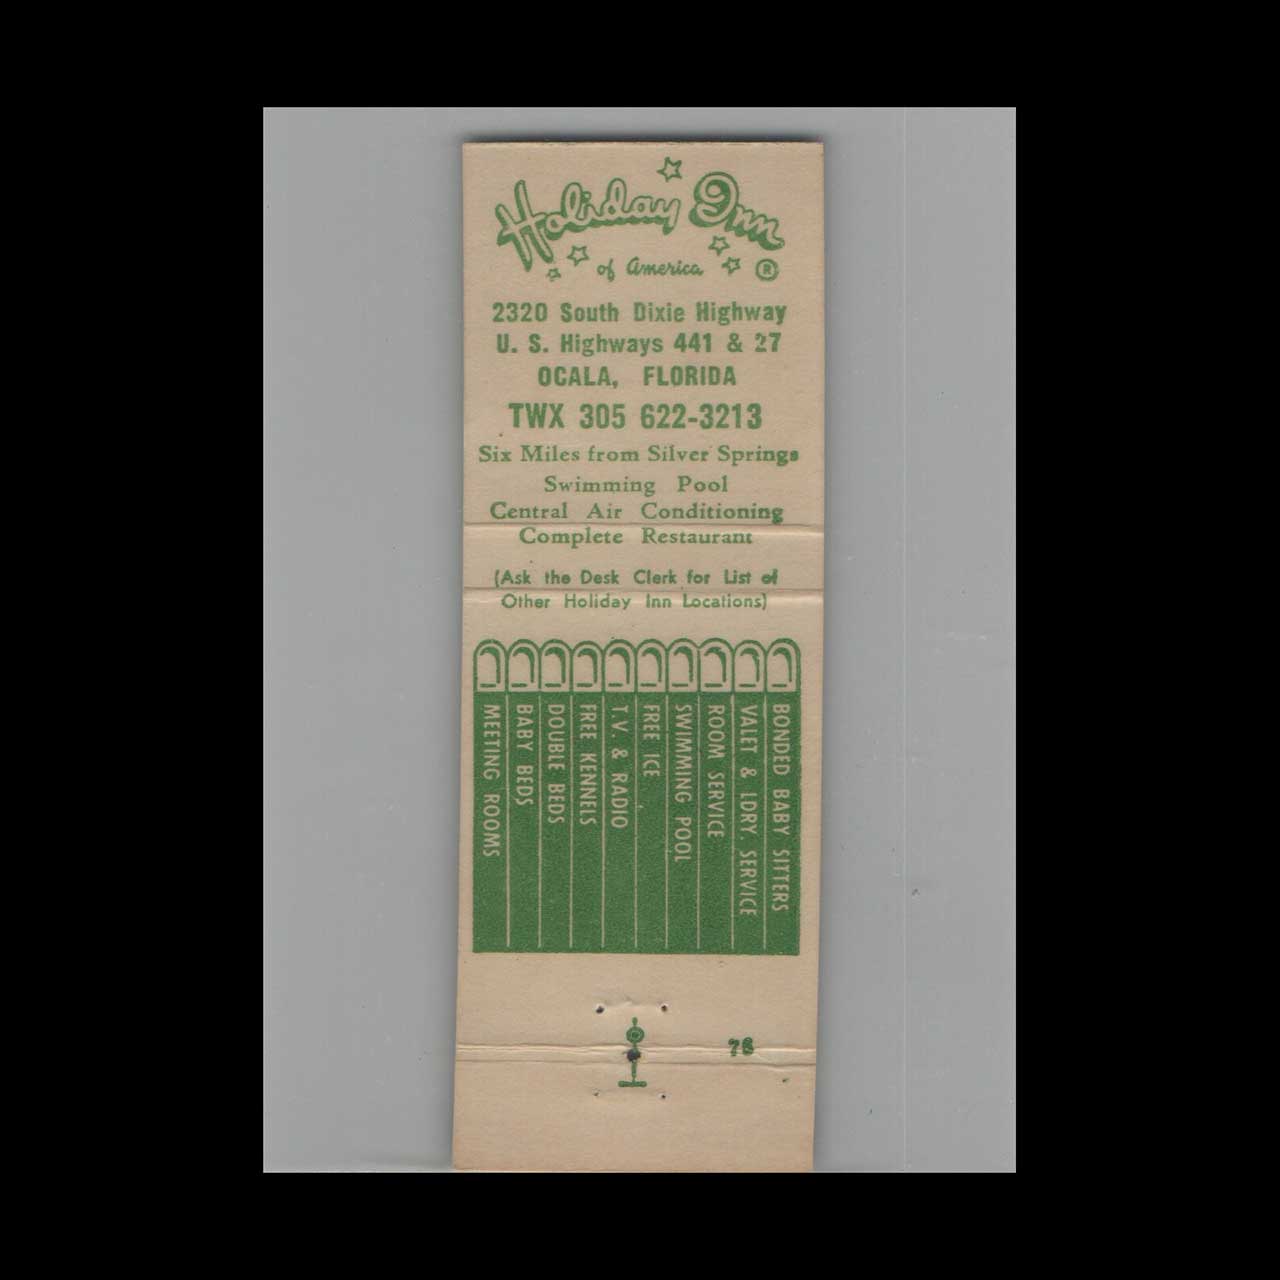 Holiday Inn
of America ®
2320 South Dixie Highway
U. S. Highways 441 & 27
OCALA, FLORIDA
TWX 305 622-3213
Six Miles from Silver Springs
Swimming Pool
Central Air Conditioning
Complete Restaurant
(Ask the Desk Clerk for List of
Other Holiday Inn Locations)
BONDED BABY SITTERS
VALET & LDRY. SERVICE
ROOM SERVICE
SWIMMING POOL
FREE ICE
T.V. & RADIO
FREE KENNELS
DOUBLE BEDS
BABY BEDS
MEETING ROOMS